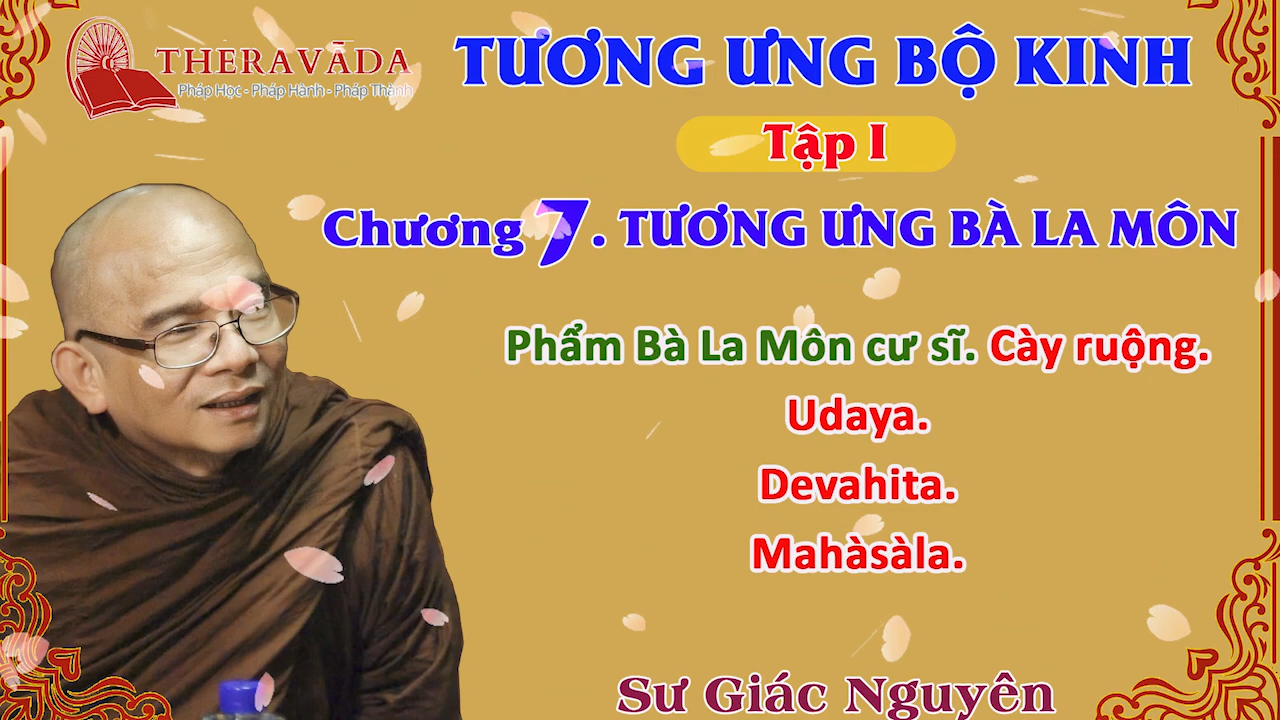 THERAVĀDA
Pháp Học - Pháp Hành - Pháp Thành
TƯƠNG ƯNG BỘ KINH
Tập I
Chương 7. TƯƠNG ƯNG BÀ LA MÔN
Phẩm Bà La Môn cư sĩ. Cày ruộng.
Udaya.
Devahita.
Mahàsàla.
Sư Giác Nguyên